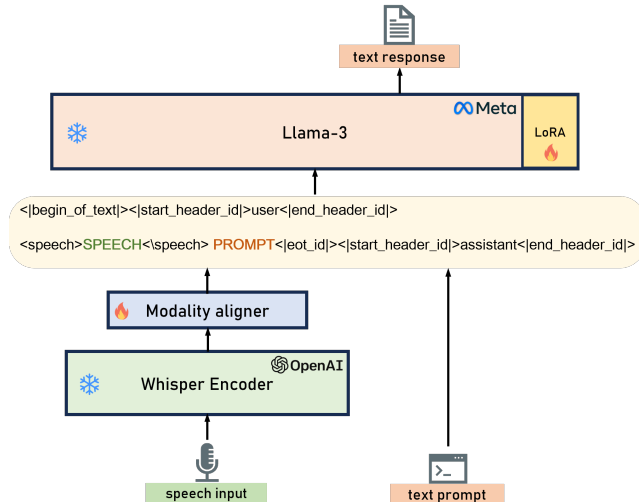 text response
Meta
Llama-3
LoRA
<|begin_of_text|><|start_header_id|>user<|end_header_id|>
<speech>SPEECH<\speech> PROMPT<|eot_id|><|start_header_id|>assistant<|end_header_id|>
Modality aligner
OpenAI
Whisper Encoder
speech input
text prompt